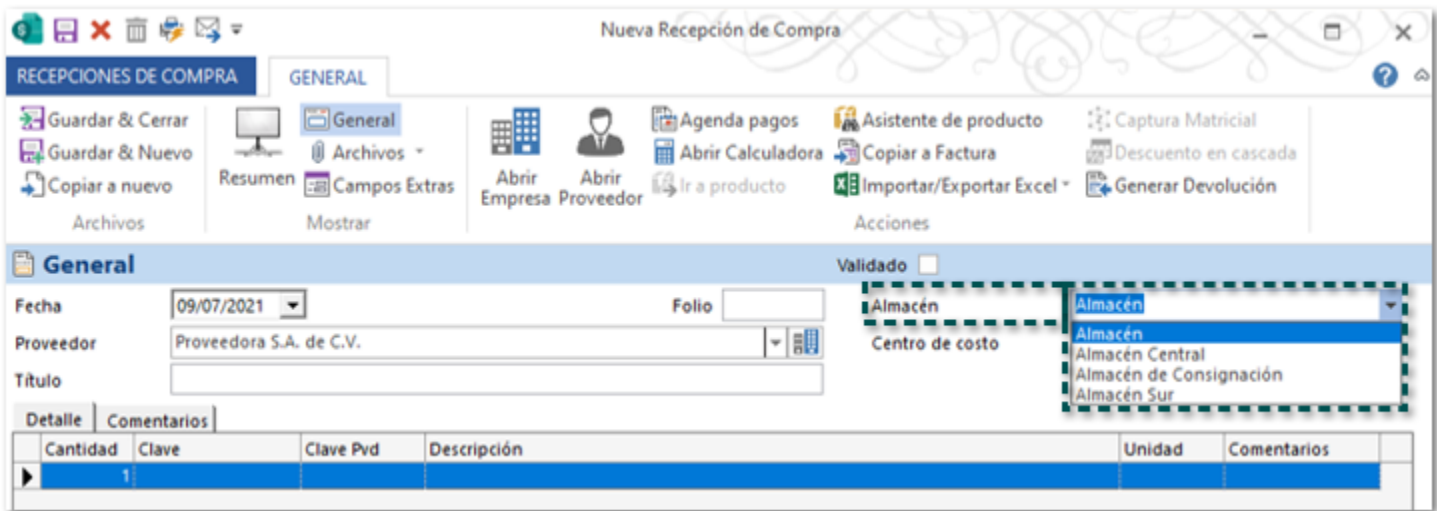 Nueva Recepción de Compra
RECEPCIONES DE COMPRA GENERAL
Guardar & Cerrar
Guardar & Nuevo
Copiar a nuevo
Archivos
Resumen
General
Archivos
Campos Extras
Mostrar
Abrir Empresa
Abrir Proveedor
Agenda pagos
Abrir Calculadora
Ir a producto
Asistente de producto
Copiar a Factura
Importar/Exportar Excel
Captura Matricial
Descuento en cascada
Generar Devolución
Acciones
General Validado
Fecha 09/07/2021 Folio Almacén Almacén
Proveedor Proveedora S.A. de C.V. Centro de costo
Título
Almacén
Almacén Central
Almacén de Consignación
Almacén Sur
Detalle Comentarios
Cantidad Clave Clave Pvd Descripción Unidad Comentarios
1